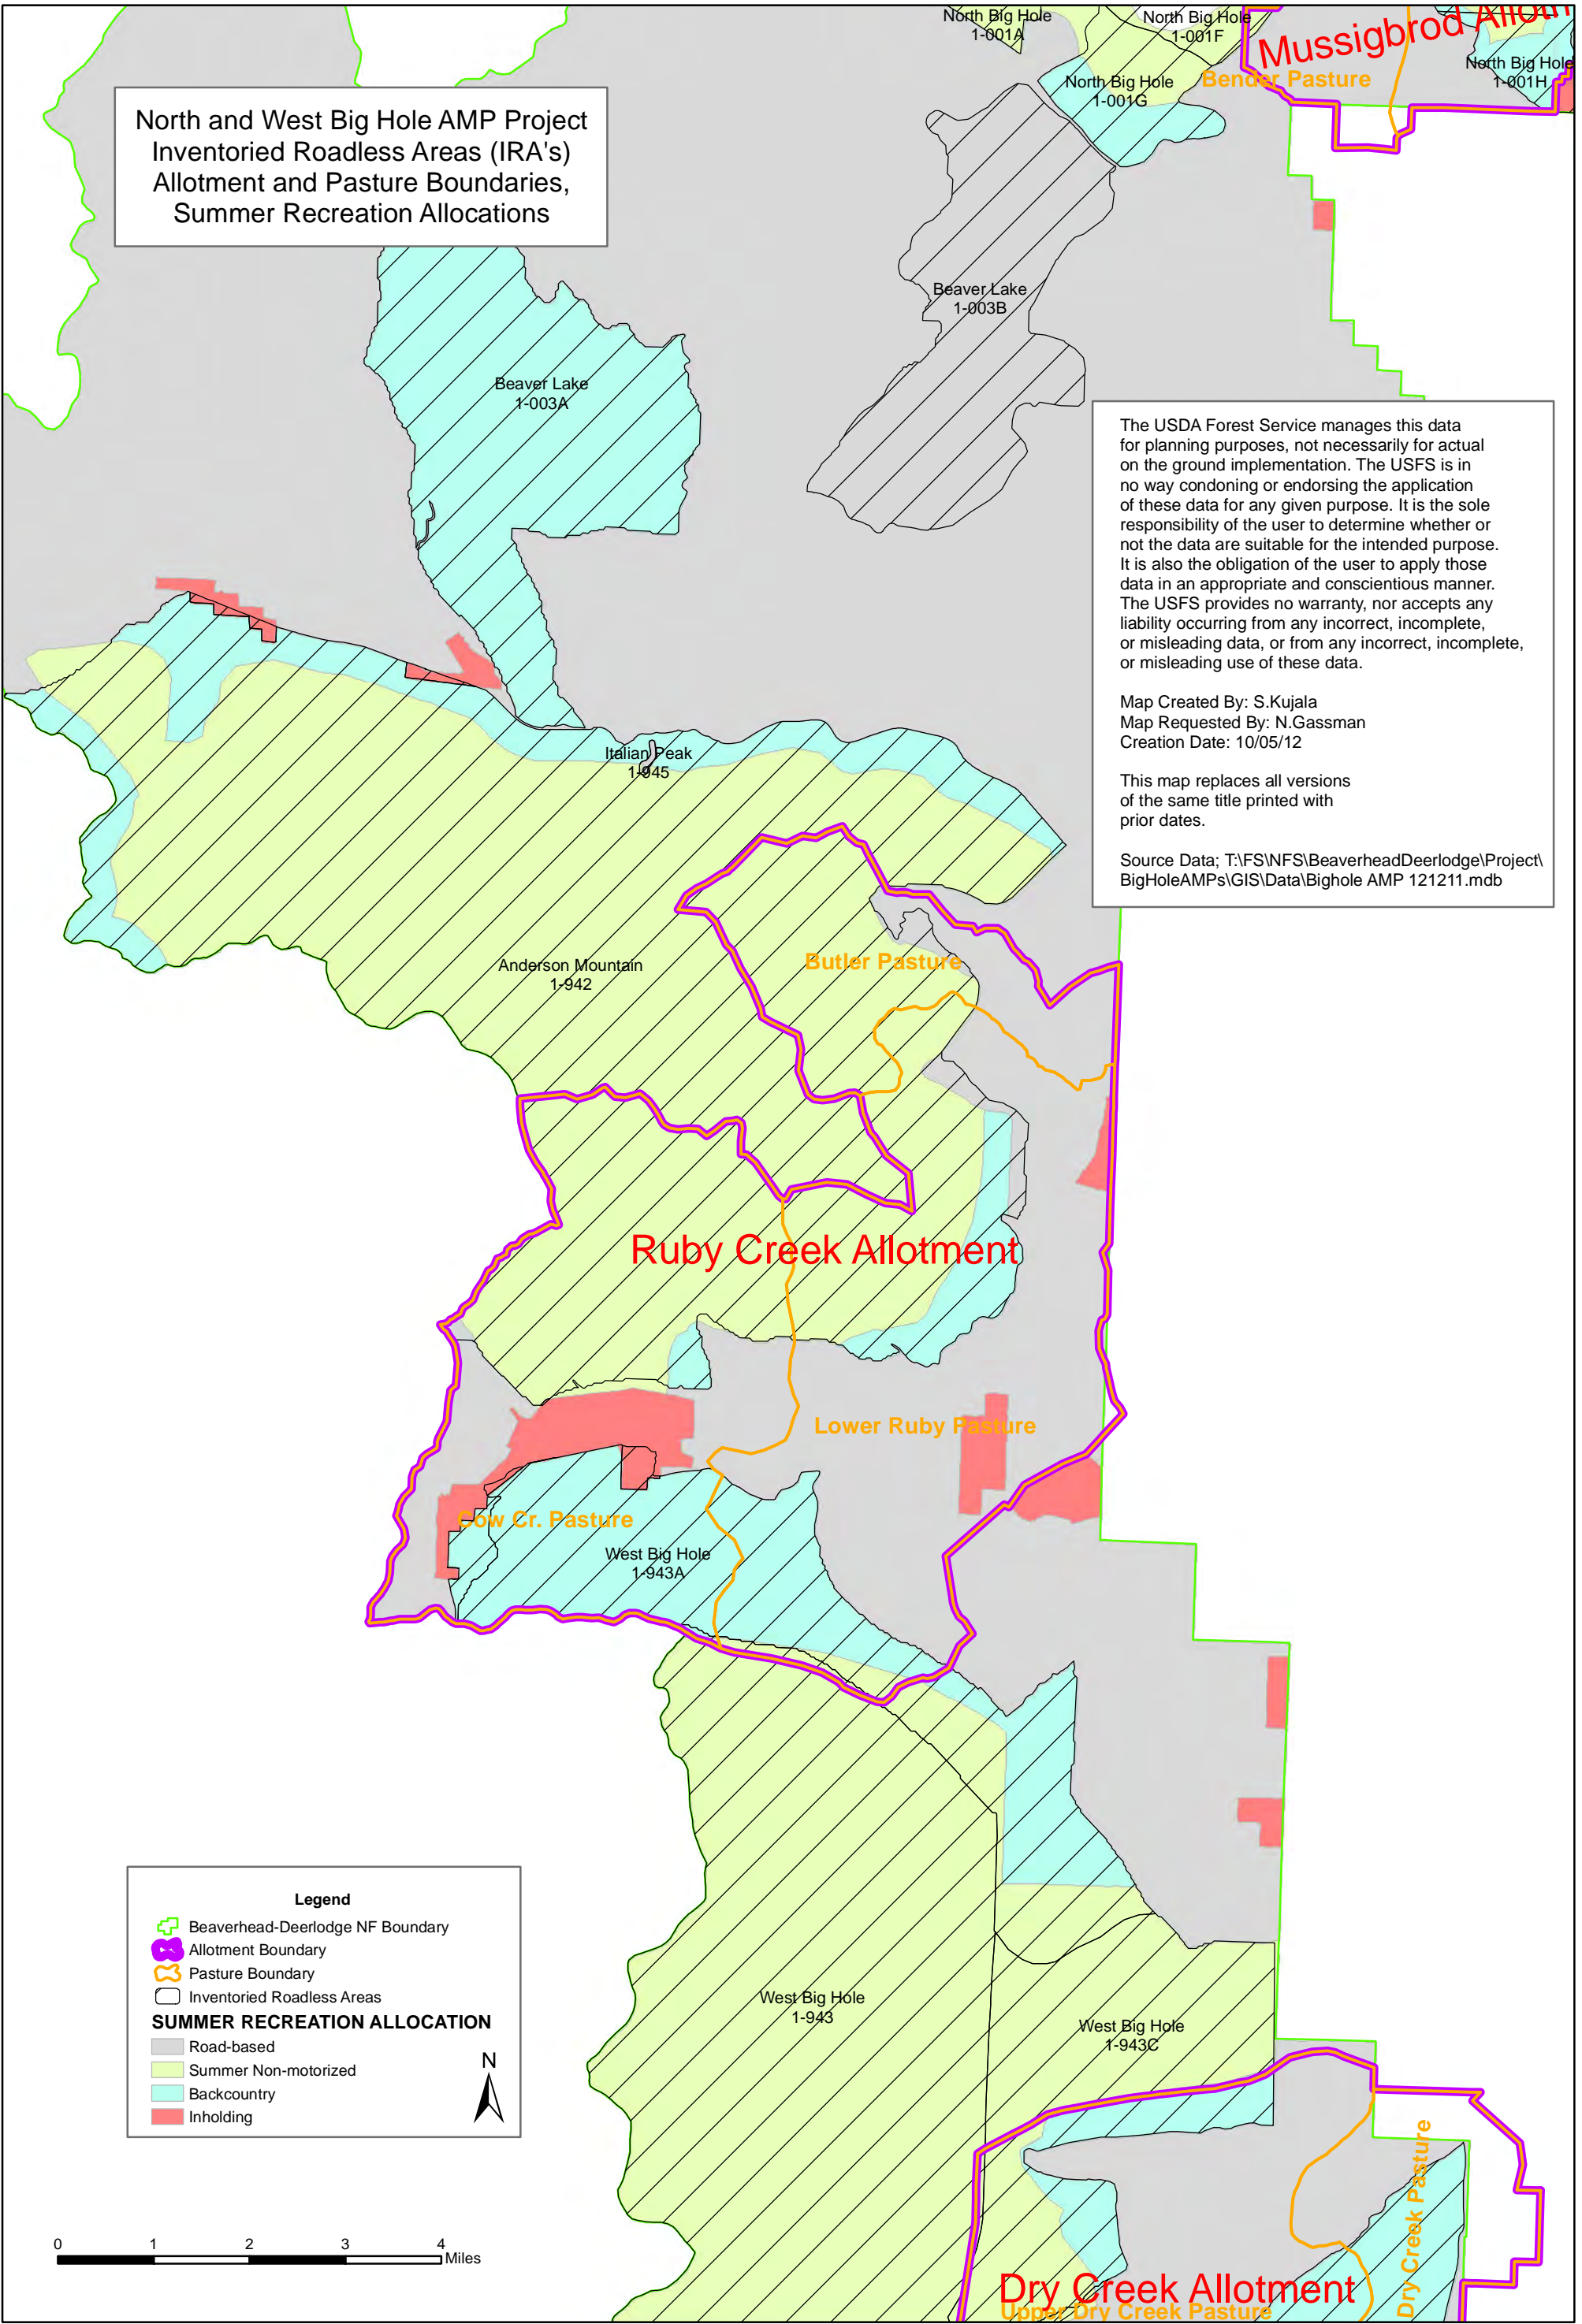 North Big Hole
1-001A
North Big Hole
1-001F
Mussigbrod
North Big Hole
1-001H
North Big Hole
1-001G
Bender Pasture
North and West Big Hole AMP Project
Inventoried Roadless Areas (IRA's)
Allotment and Pasture Boundaries,
Summer Recreation Allocations
Beaver Lake
1-003B
Beaver Lake
1-003A
The USDA Forest Service manages this data
for planning purposes, not necessarily for actual
on the ground implementation. The USFS is in
no way condoning or endorsing the application
of these data for any given purpose. It is the sole
responsibility of the user to determine whether or
not the data are suitable for the intended purpose.
It is also the obligation of the user to apply those
data in an appropriate and conscientious manner.
The USFS provides no warranty, nor accepts any
liability occurring from any incorrect, incomplete,
or misleading data, or from any incorrect, incomplete,
or misleading use of these data.
Map Created By: S.Kujala
Map Requested By: N.Gassman
Creation Date: 10/05/12
This map replaces all versions
of the same title printed with
prior dates.
Source Data; T:\FS\NFS\BeaverheadDeerlodge\Project\
BigHoleAMPs\GIS\Data\Bighole AMP 121211.mdb
Italian Peak
1-945
Butler Pasture
Anderson Mountain
1-942
Ruby Creek Allotment
Lower Ruby Pasture
Cow Cr. Pasture
West Big Hole
1-943A
West Big Hole
1-943
West Big Hole
1-943C
Legend
Beaverhead-Deerlodge NF Boundary
Allotment Boundary
Pasture Boundary
Inventoried Roadless Areas
SUMMER RECREATION ALLOCATION
Road-based
Summer Non-motorized
Backcountry
Inholding
N
0 1 2 3 4
Miles
Dry Creek Pasture
Dry Creek Allotment
Upper Dry Creek Pasture